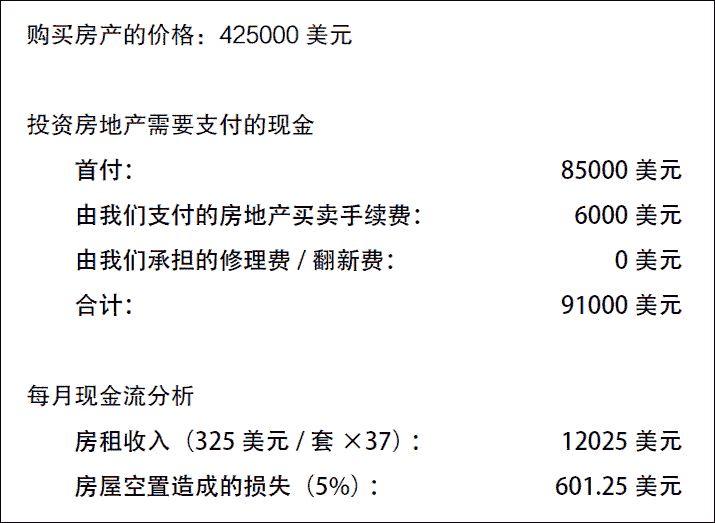 购买房产的价格：425000 美元
投资房地产需要支付的现金
首付： 85000 美元
由我们支付的房地产买卖手续费： 6000 美元
由我们承担的修理费 / 翻新费： 0 美元
合计： 91000 美元
每月现金流分析
房租收入（325 美元 / 套 ×37）： 12025 美元
房屋空置造成的损失（5%）： 601.25 美元